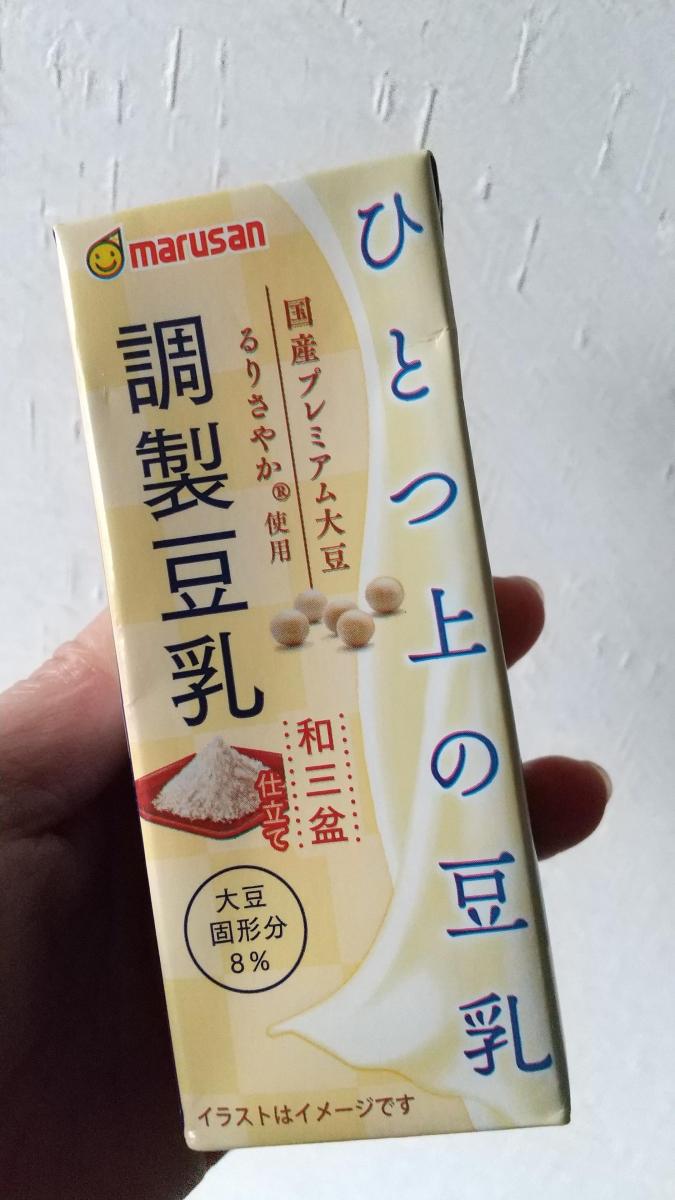 marusan
ひとつ上の豆乳
国産プレミアム大豆
るりさやか®使用
調製豆乳
和三盆
仕立て
大豆
固形分
8%
イラストはイメージです